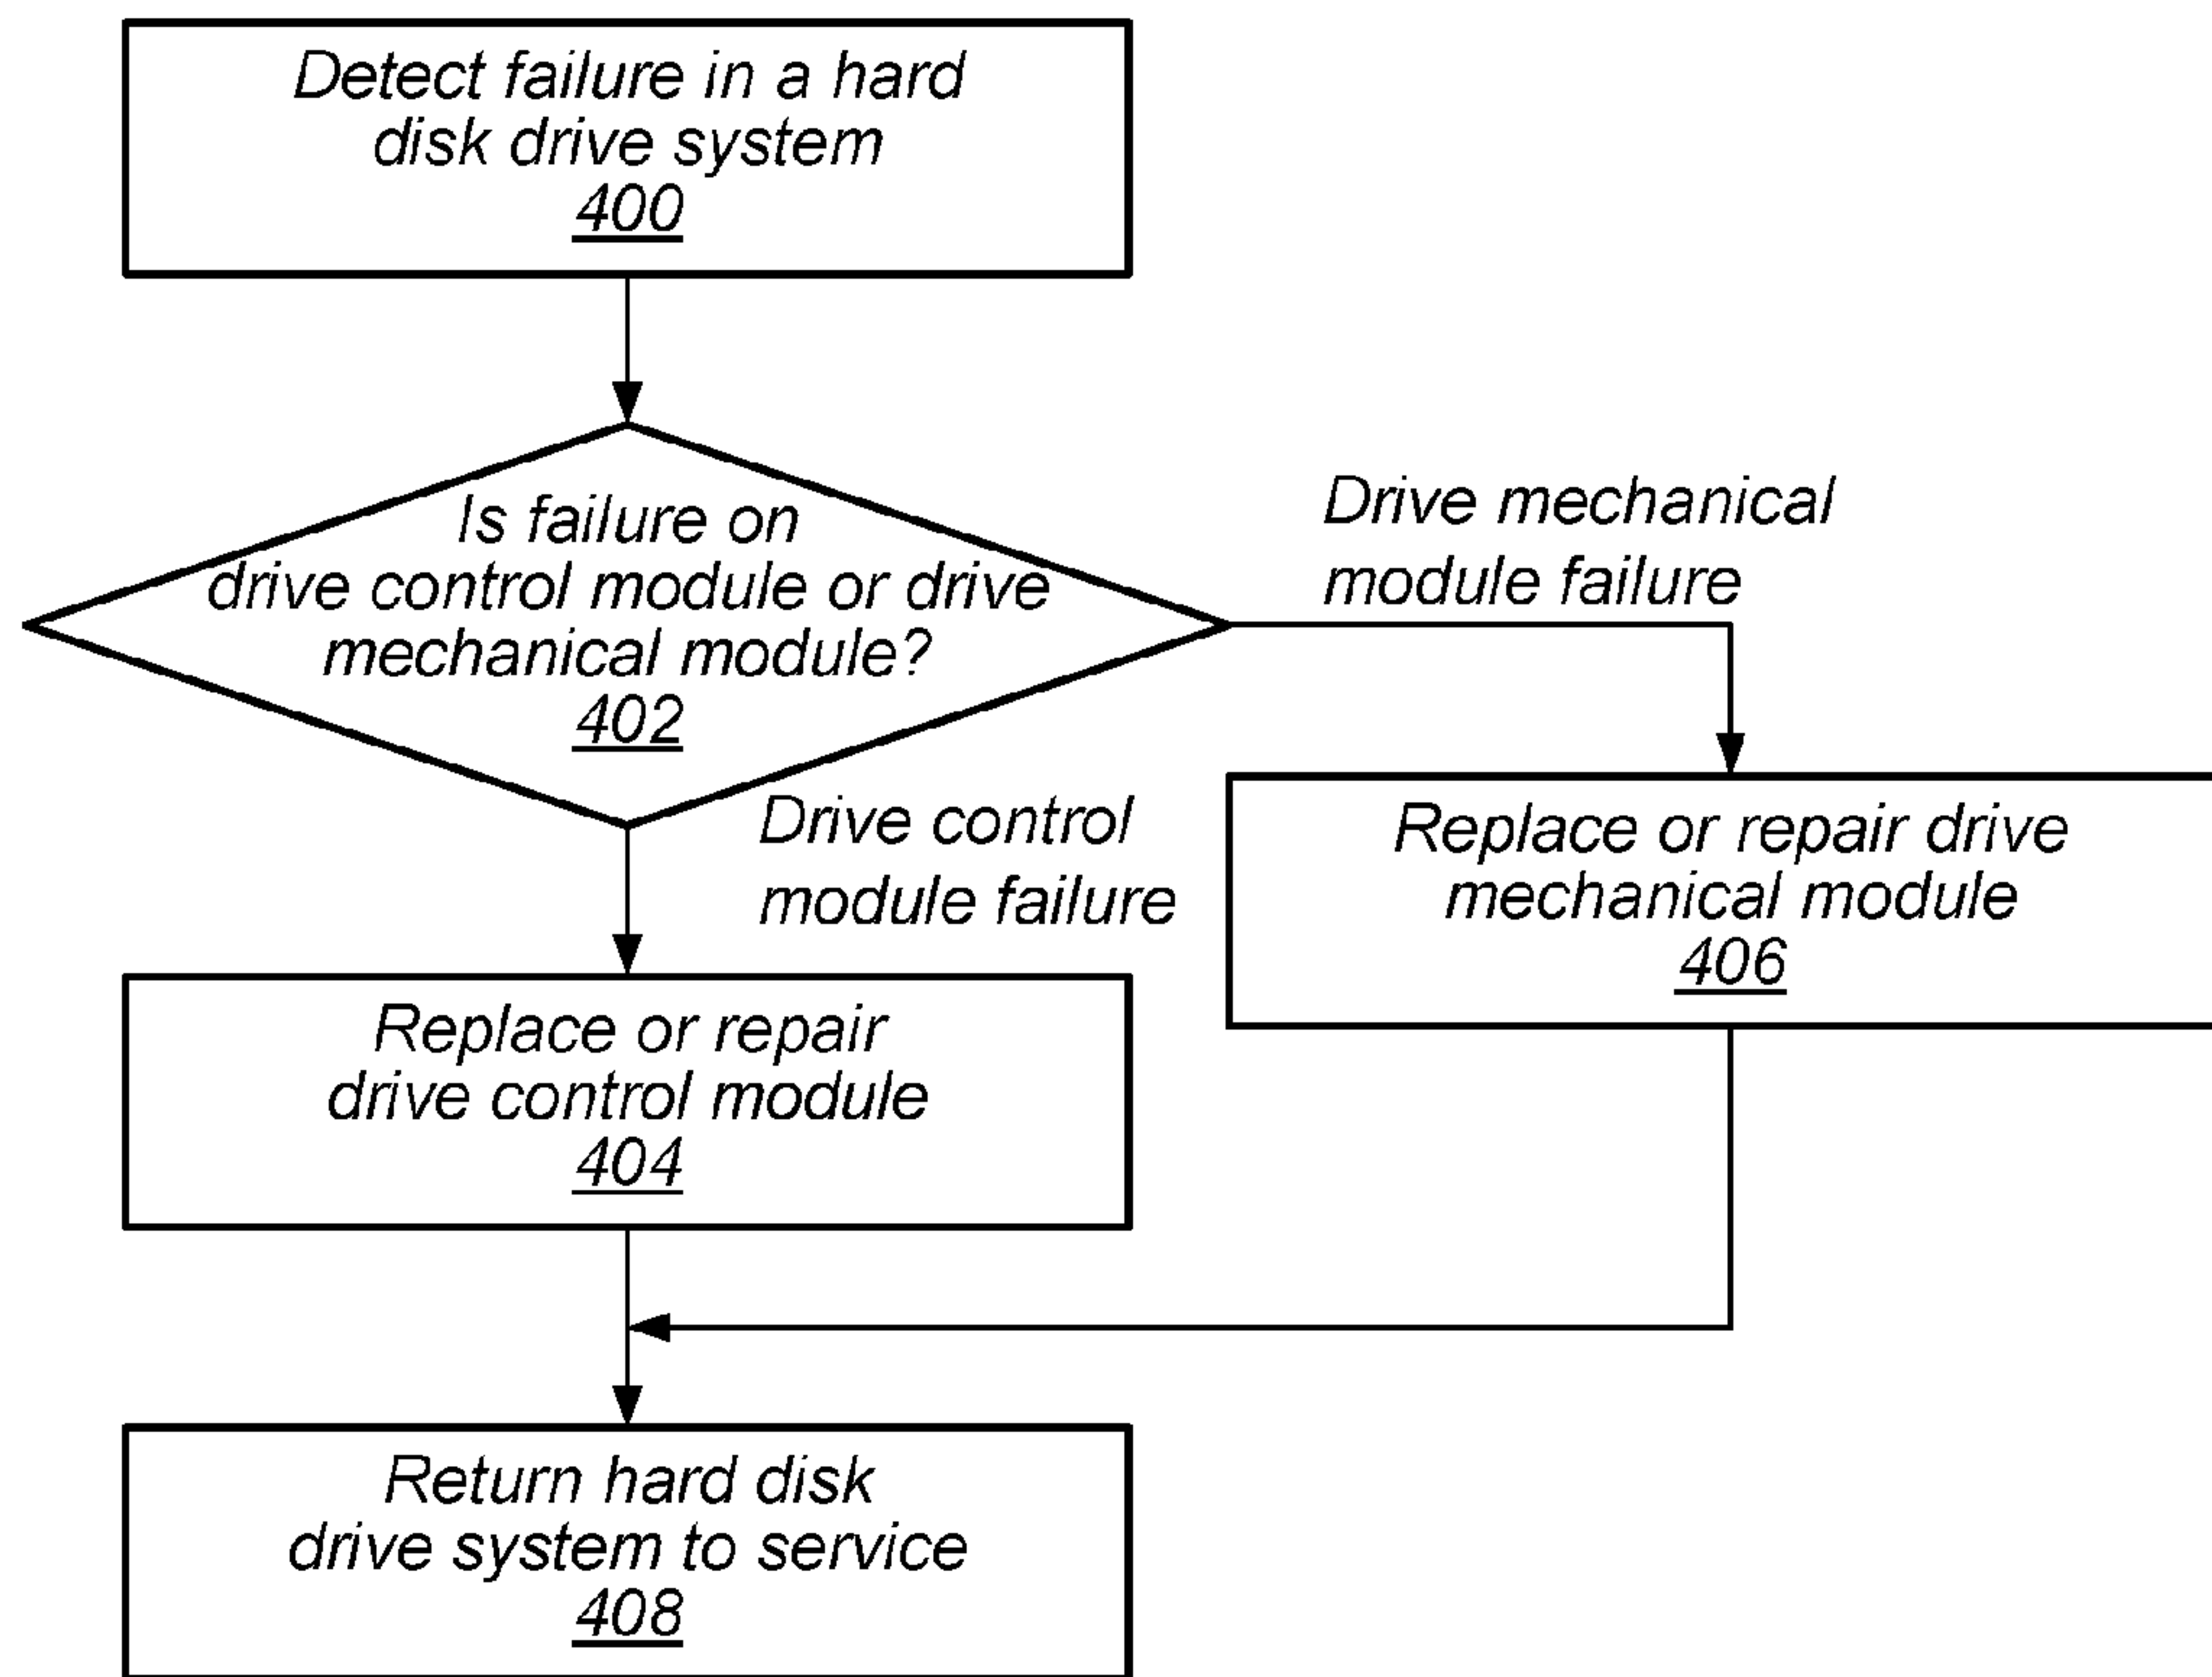 Detect failure in a hard
disk drive system
400
Is failure on
drive control module or drive
mechanical module?
402
Drive mechanical
module failure
Drive control
module failure
Replace or repair drive
mechanical module
406
Replace or repair
drive control module
404
Return hard disk
drive system to service
408